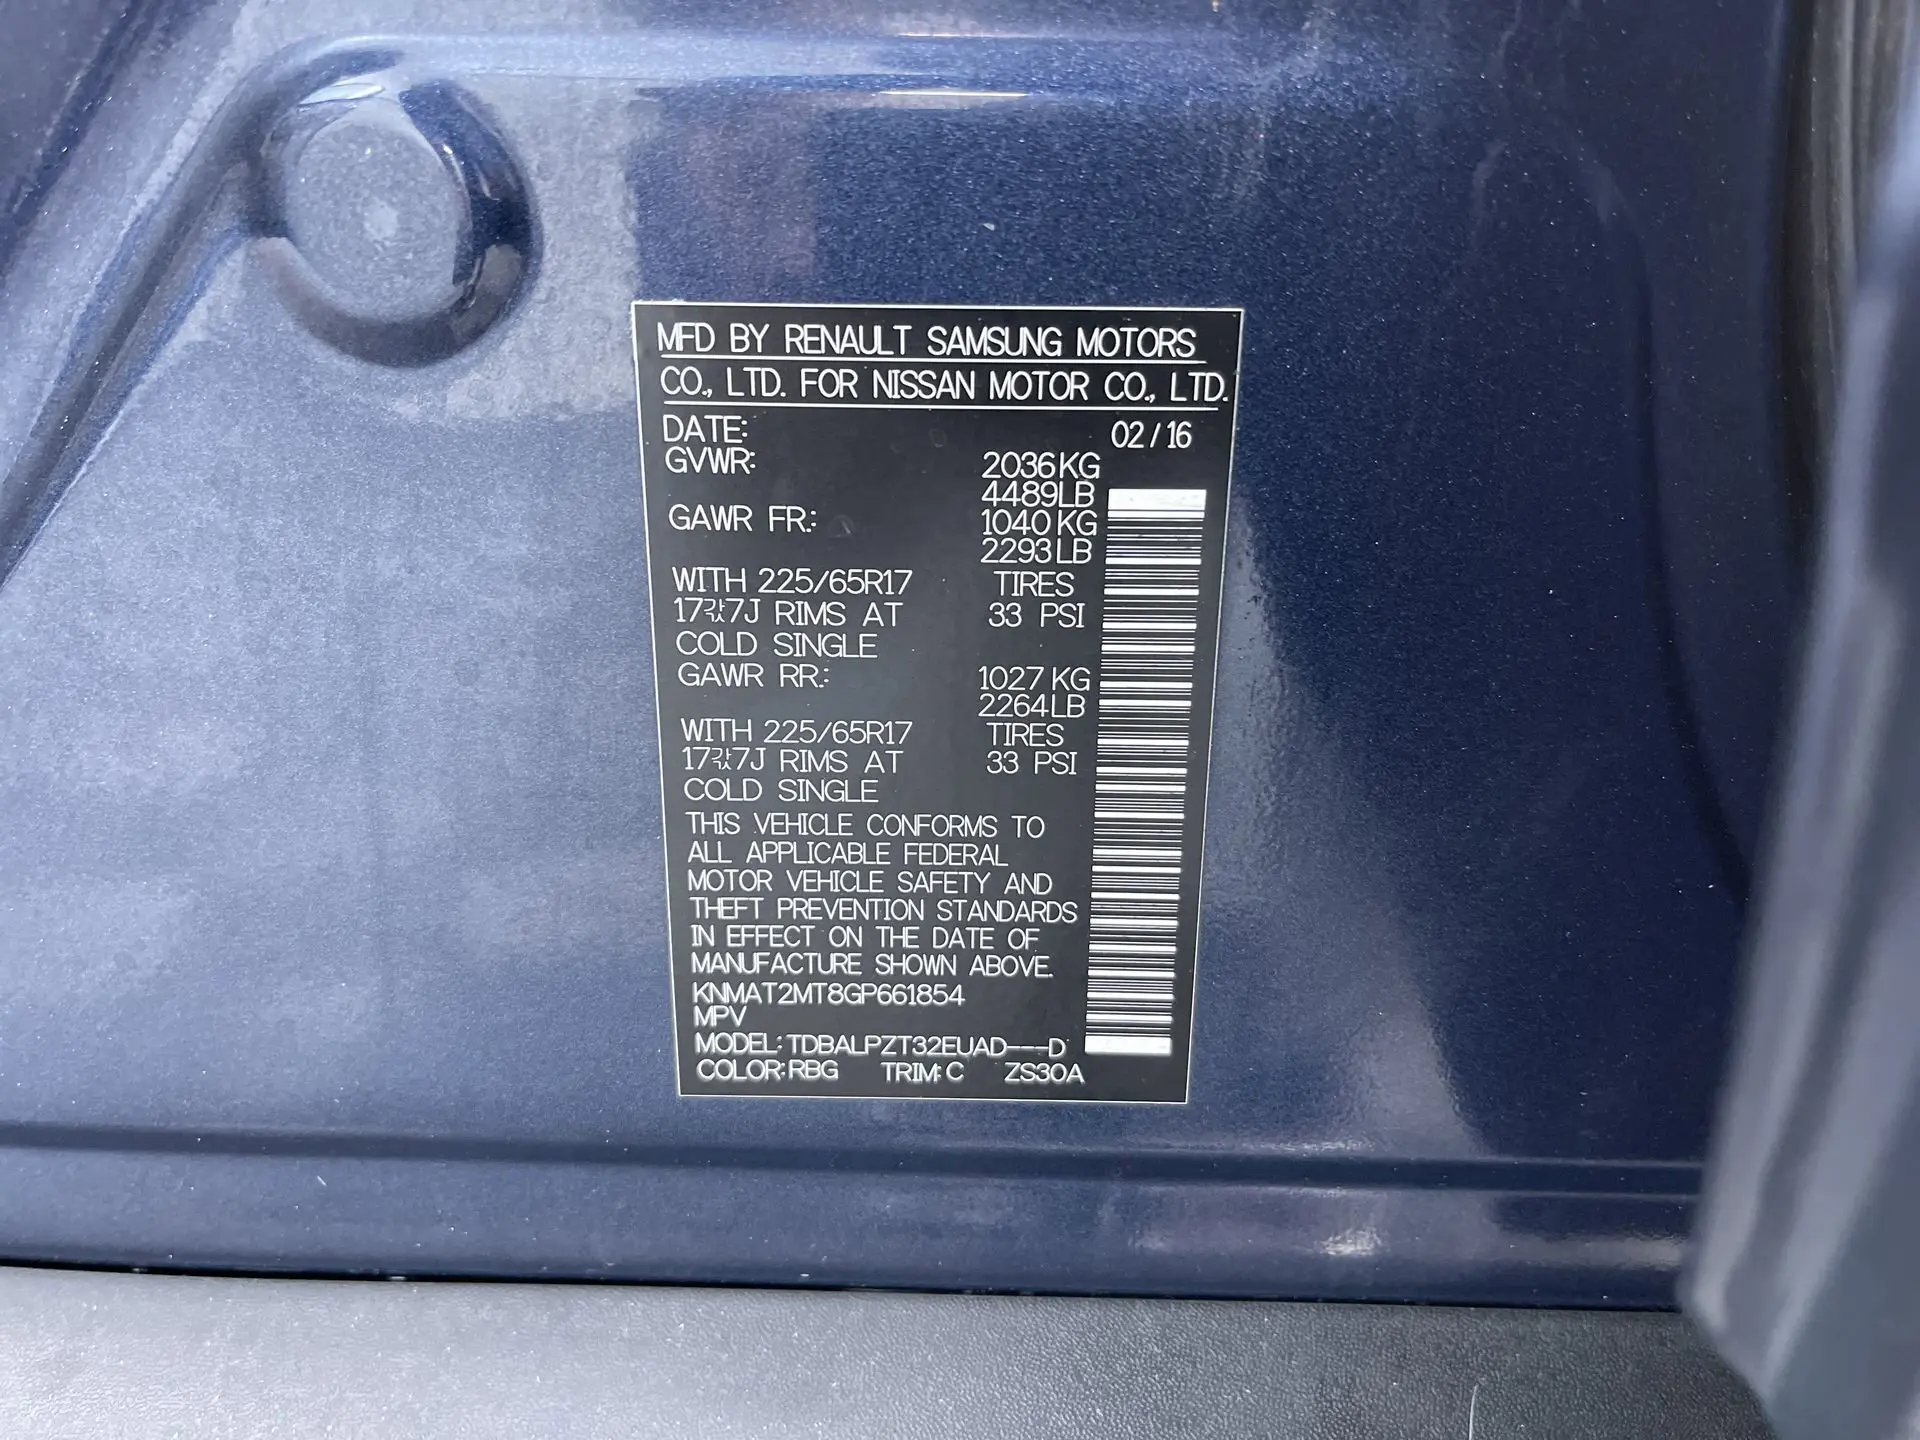 MFD BY RENAULT SAMSUNG MOTORS
CO., LTD. FOR NISSAN MOTOR CO., LTD.
DATE: 02/16
GVWR: 2036KG
4489LB
GAWR FR.: 1040KG
2293LB
WITH 225/65R17 TIRES
17칷7J RIMS AT 33 PSI
COLD SINGLE
GAWR RR.: 1027KG
2264LB
WITH 225/65R17 TIRES
17칷7J RIMS AT 33 PSI
COLD SINGLE
THIS VEHICLE CONFORMS TO
ALL APPLICABLE FEDERAL
MOTOR VEHICLE SAFETY AND
THEFT PREVENTION STANDARDS
IN EFFECT ON THE DATE OF
MANUFACTURE SHOWN ABOVE.
KNMAT2MT8GP661854
MPV
MODEL: TDBALPZT32EUAD---D
COLOR: RBG TRIM: C ZS30A